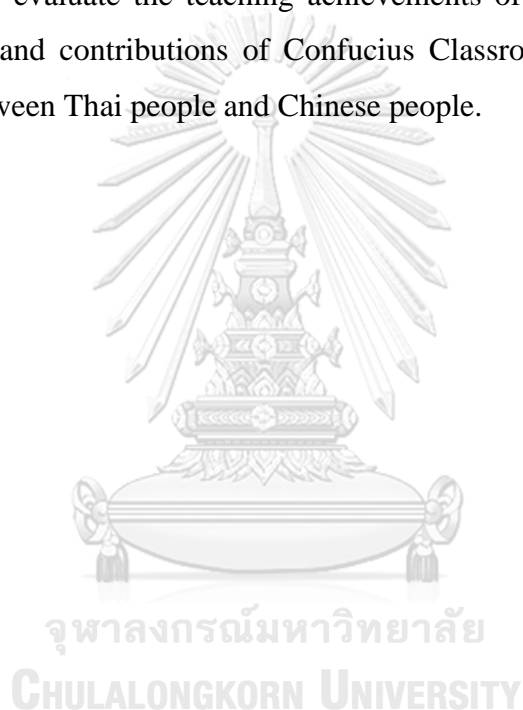 evaluate the teaching achievements of
and contributions of Confucius Classro
ween Thai people and Chinese people.
จุฬาลงกรณ์มหาวิทยาลัย
CHULALONGKORN UNIVERSITY